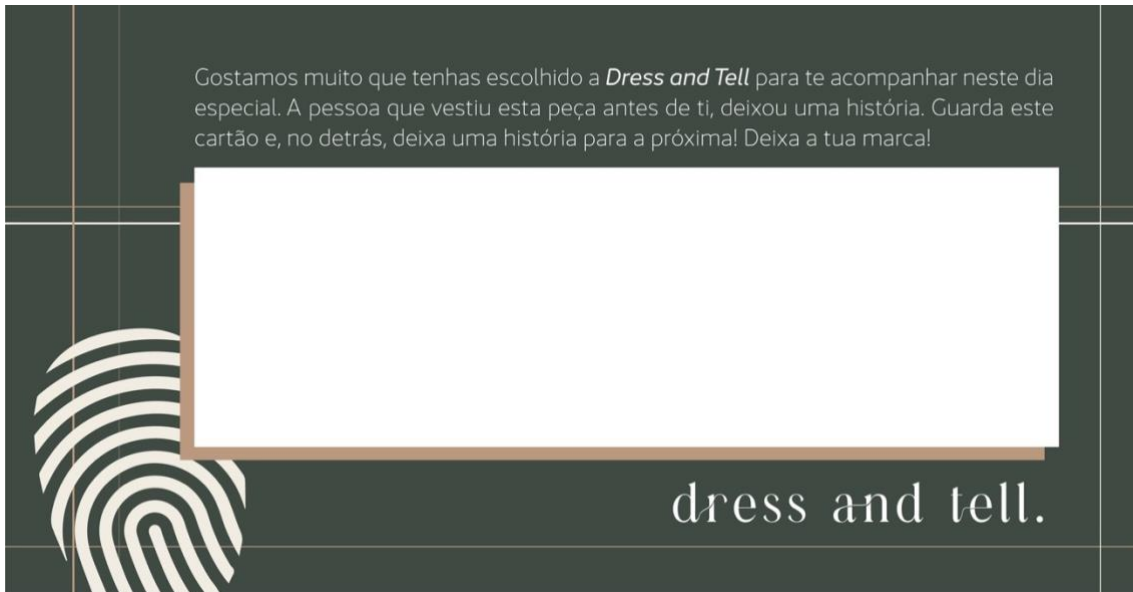 Gostamos muito que tenhas escolhido a Dress and Tell para te acompanhar neste dia
especial. A pessoa que vestiu esta peça antes de ti, deixou uma história. Guarda este
cartão e, no detrás, deixa uma história para a próxima! Deixa a tua marca!
dress and tell.